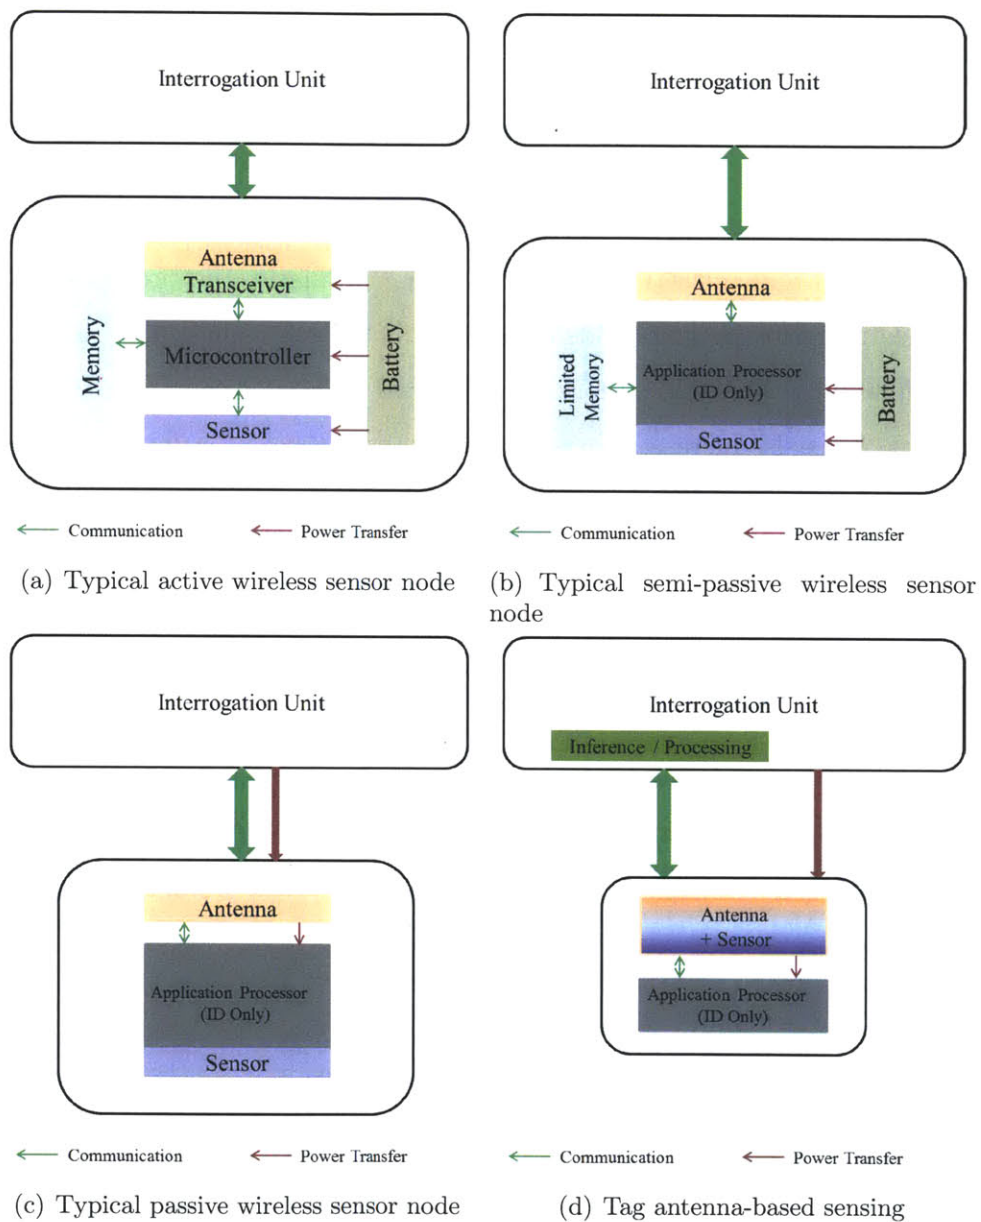 Interrogation Unit
Antenna
Transceiver
Memory
Microcontroller
Battery
Sensor
Communication
Power Transfer
(a) Typical active wireless sensor node
Interrogation Unit
Antenna
Limited
Memory
Application Processor
(ID Only)
Battery
Sensor
Communication
Power Transfer
(b) Typical semi-passive wireless sensor
node
Interrogation Unit
Antenna
Application Processor
(ID Only)
Sensor
Communication
Power Transfer
(c) Typical passive wireless sensor node
Interrogation Unit
Inference / Processing
Antenna
+ Sensor
Application Processor
(ID Only)
Communication
Power Transfer
(d) Tag antenna-based sensing